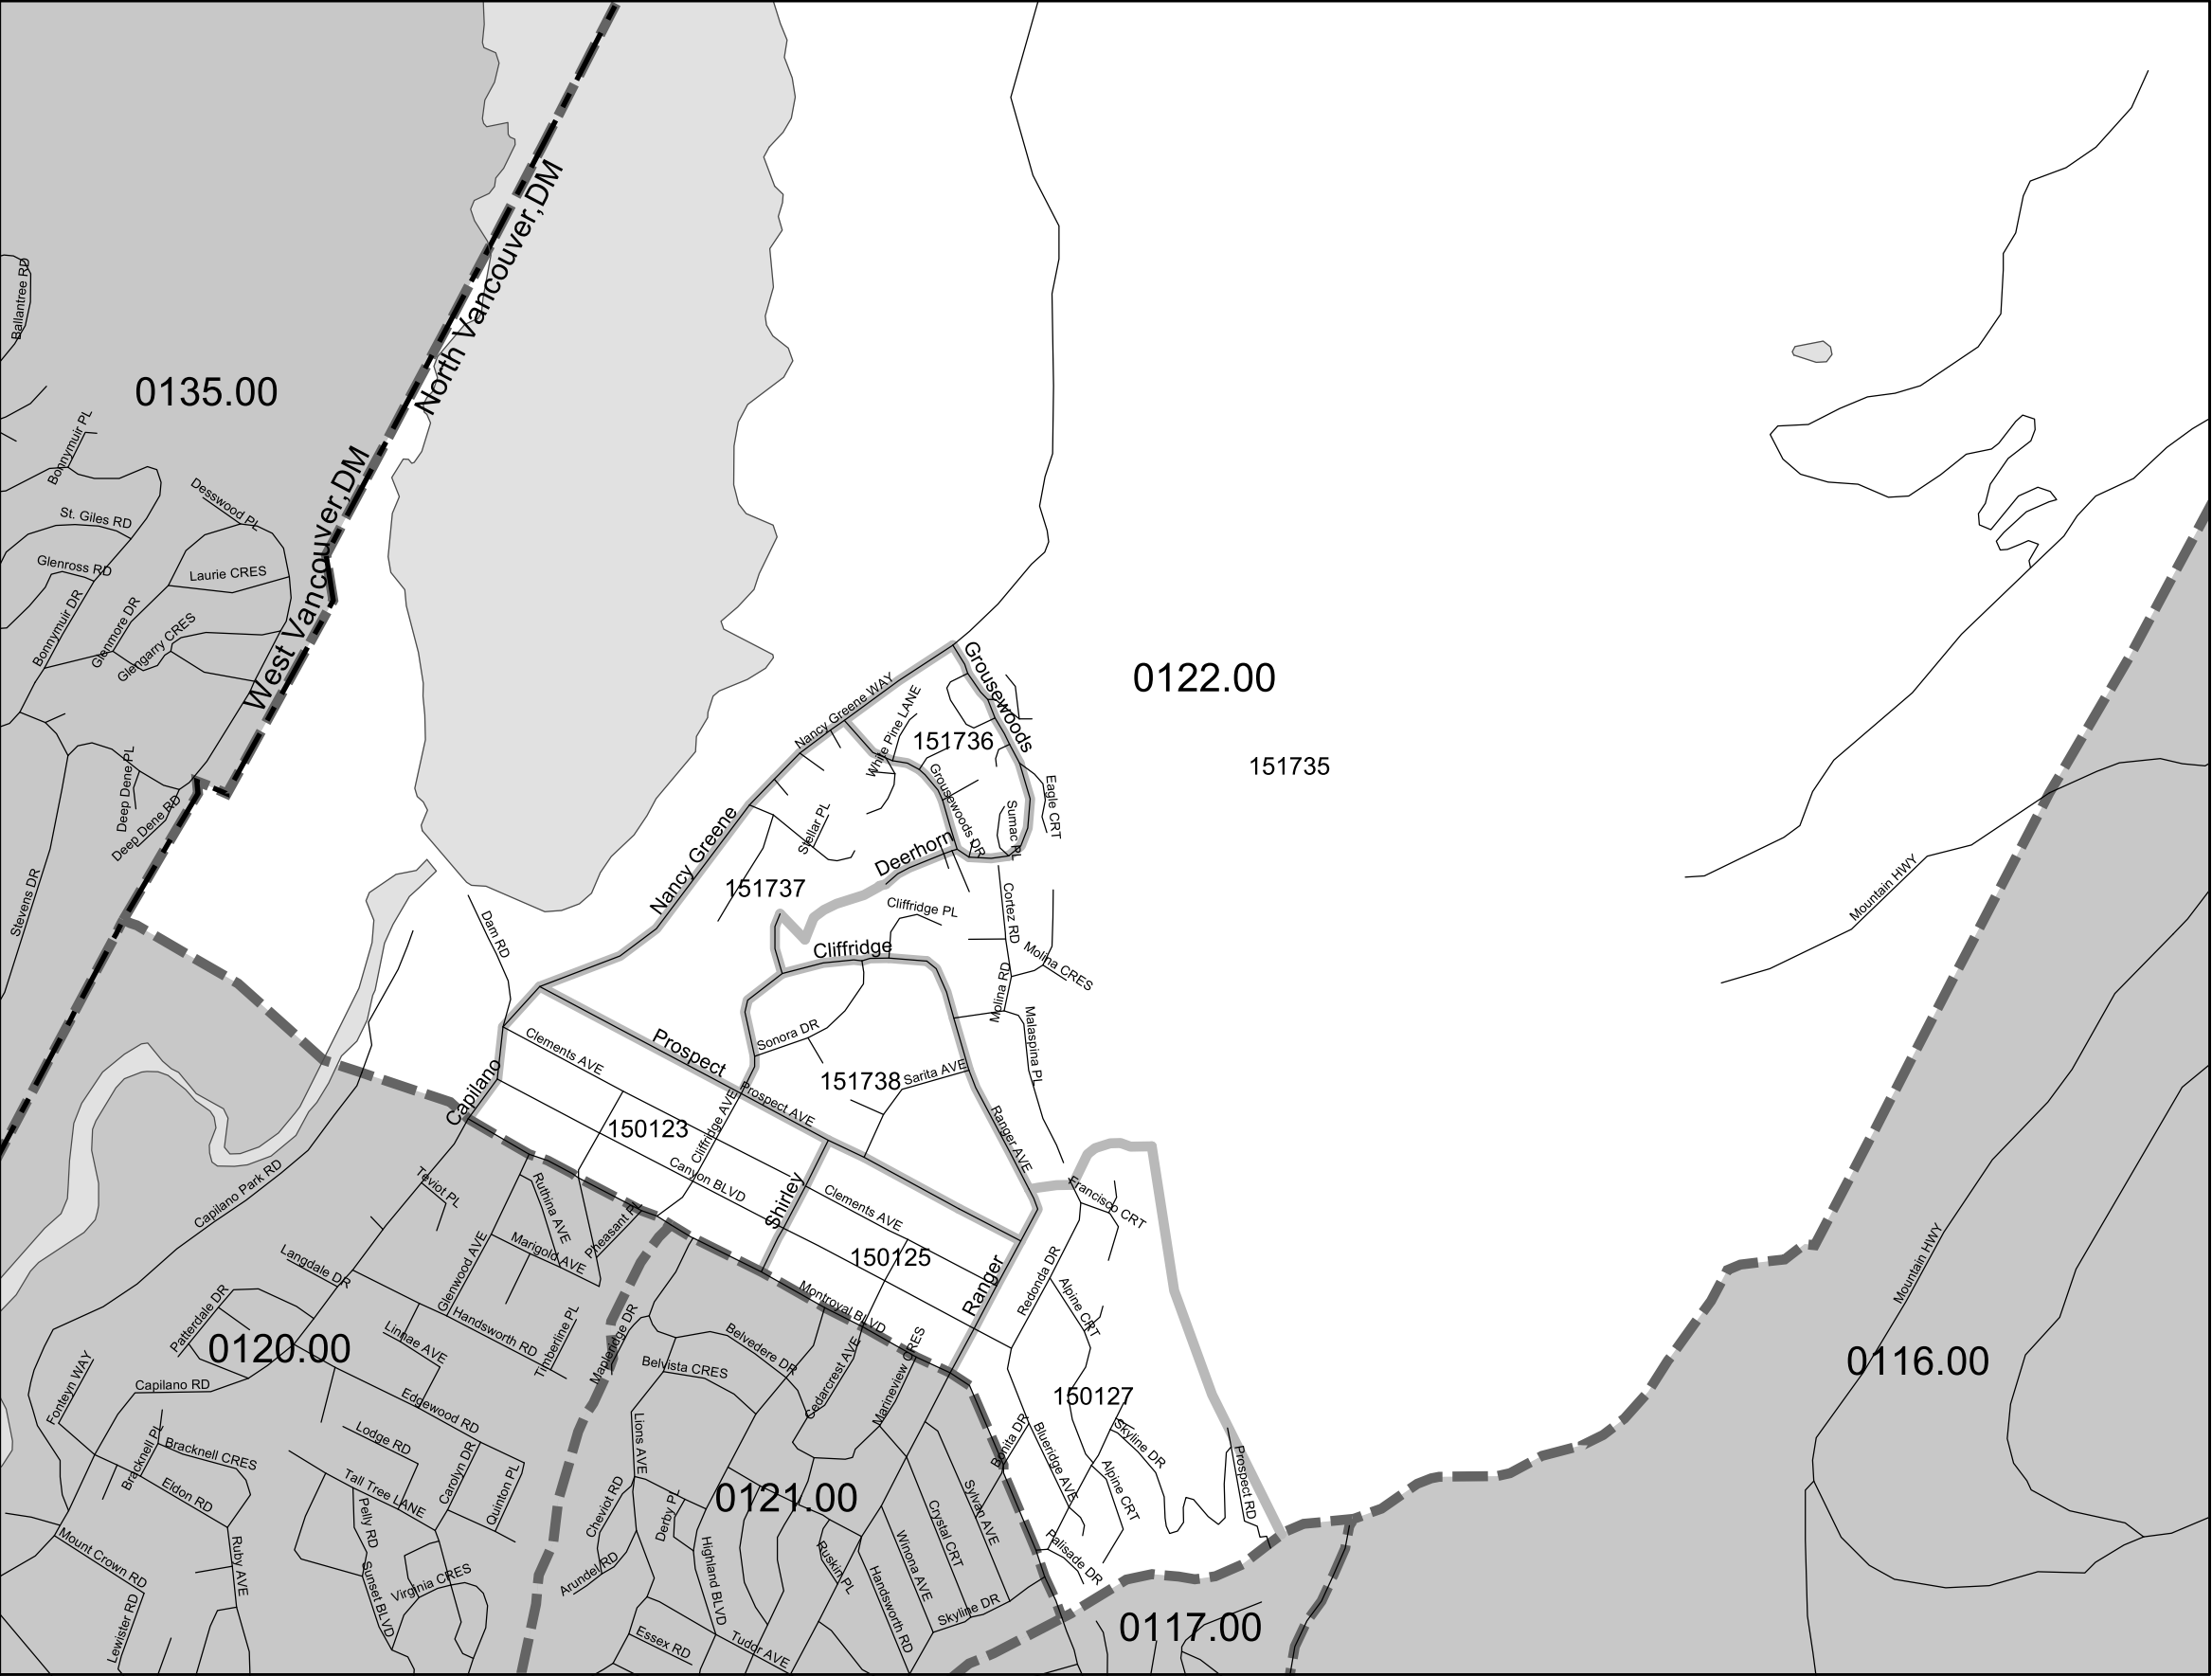 North Vancouver,DM
Ballantree RD
0135.00
Bonnymuir PL
West Vancouver,DM
Desswood PL
St. Giles RD
Glenross RD
Laurie CRES
Bonnymuir DR
Glenmore DR
Glengarry CRES
0122.00
Grousewoods
Nancy Greene WAY
White Pine LANE
151736
151735
Deep Dene PL
Grousewoods DR
Eagle CRT
Sumac PL
Deep Dene RD
Stellar PL
Nancy Greene
Deerhorn
151737
Mountain HWY
Stevens DR
Dam RD
Cliffridge PL
Cortez RD
Cliffridge
Molina CRES
Molina RD
Malaspina PL
Sonora DR
Clements AVE
Prospect
151738
Sarita AVE
Capilano
Prospect AVE
150123
Cliffridge AVE
Ranger AVE
Canyon BLVD
Capilano Park RD
Teviot PL
Ruthina AVE
Pheasant PL
Shirley
Clements AVE
Francisco CRT
Marigold AVE
Glenwood AVE
150125
Langdale DR
Montroyal BLVD
Ranger
Redonda DR
Alpine CRT
Mountain HWY
Patterdale DR
0120.00
Linnae AVE
Handsworth RD
Timberline PL
Mapleridge DR
Belvedere DR
Belvista CRES
Cedarcrest AVE
Marineview CRES
0116.00
Fonteyn WAY
Capilano RD
Edgewood RD
150127
Bracknell PL
Bracknell CRES
Lodge RD
Lions AVE
Bonita DR
Blueridge AVE
Skyline DR
Prospect RD
Eldon RD
Tall Tree LANE
Carolyn DR
Quinton PL
0121.00
Alpine CRT
Pelly RD
Cheviot RD
Derby PL
Sylvan AVE
Crystal CRT
Mount Crown RD
Ruby AVE
Sunset BLVD
Virginia CRES
Arundel RD
Highland BLVD
Ruskin PL
Winona AVE
Handsworth RD
Palisade DR
Lewister RD
Essex RD
Tudor AVE
Skyline DR
0117.00